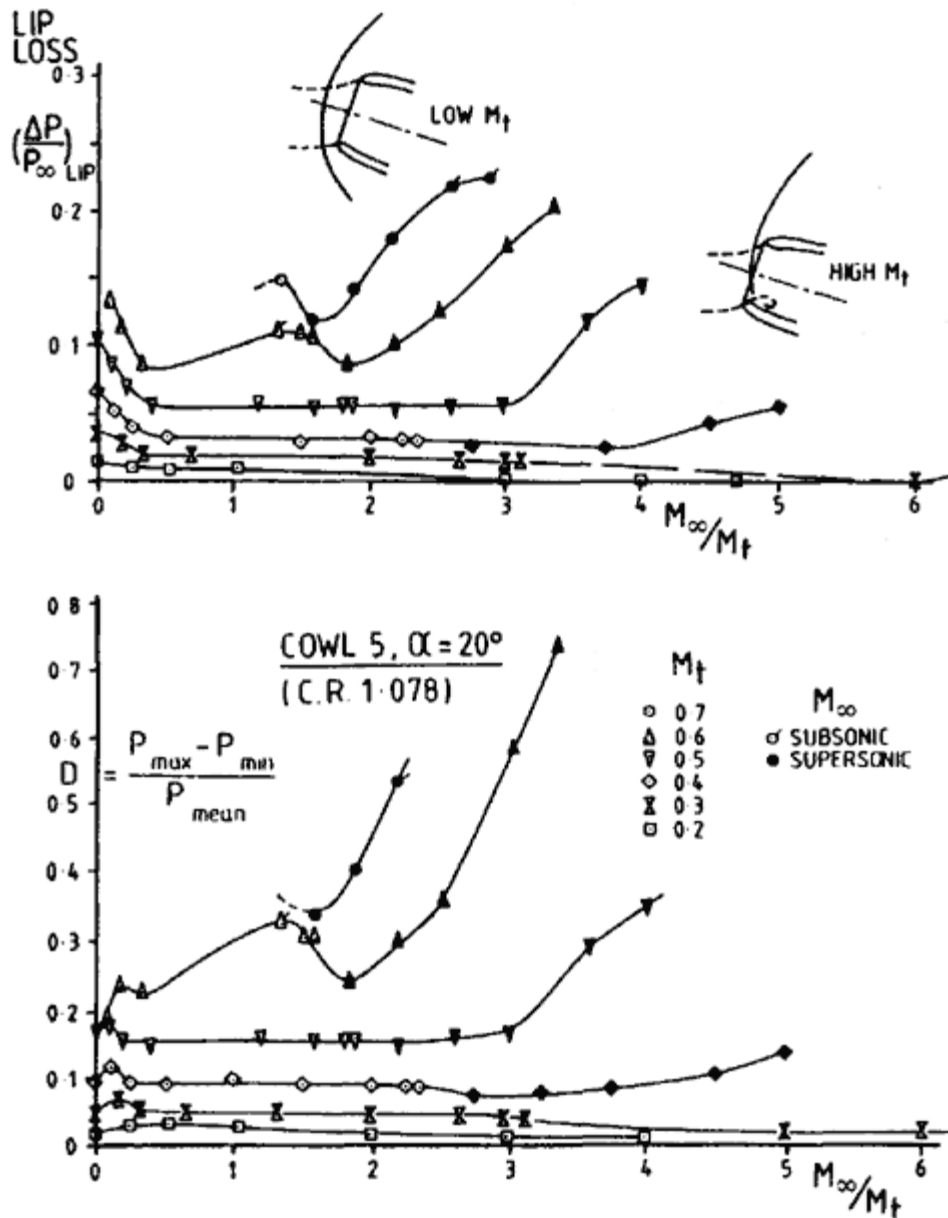 LIP
LOSS
0·3
(ΔP/P∞)LIP
LOW Mt
0·2
HIGH Mt
0·1
0
0 1 2 3 4 5 6
M∞/Mt
0·8
0·7
COWL 5, α = 20°
(C.R. 1·078)
Mt
0·7
0·6
0·5
0·4
0·3
0·2
M∞
SUBSONIC
SUPERSONIC
0·6
D = Pmax - Pmin / Pmean
0·5
0·4
0·3
0·2
0·1
0
0 1 2 3 4 5 6
M∞/Mt